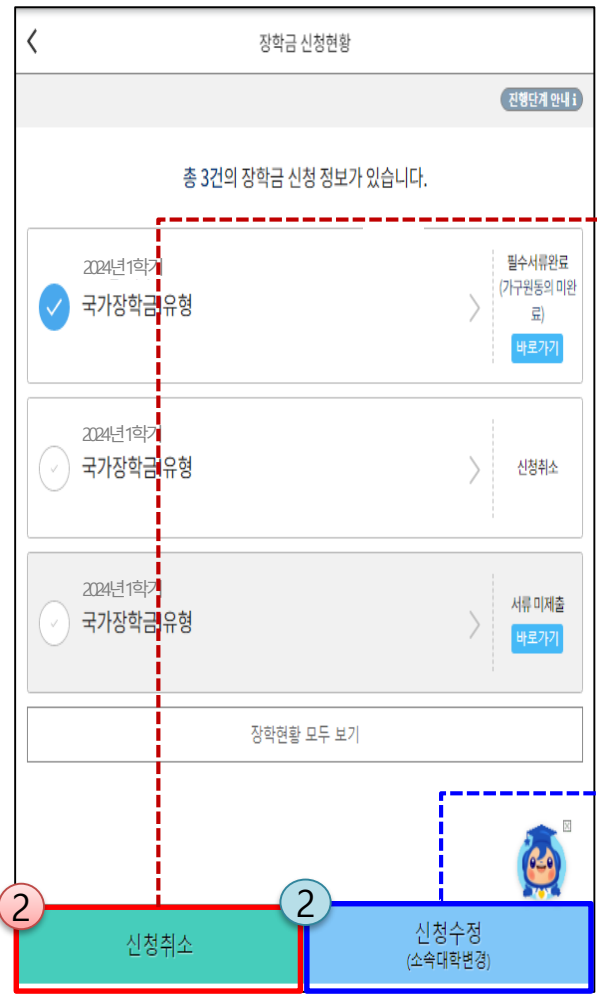 장학금 신청현황
진행단계 안내 i
총 3건의 장학금 신청 정보가 있습니다.
2024년1학기
국가장학금 유형
필수서류완료
(가구원동의 미완
료)
바로가기
2024년1학기
국가장학금 유형
신청취소
2024년1학기
국가장학금 유형
서류 미제출
바로가기
장학현황 모두 보기
2
신청취소
2
신청수정
(소속대학변경)